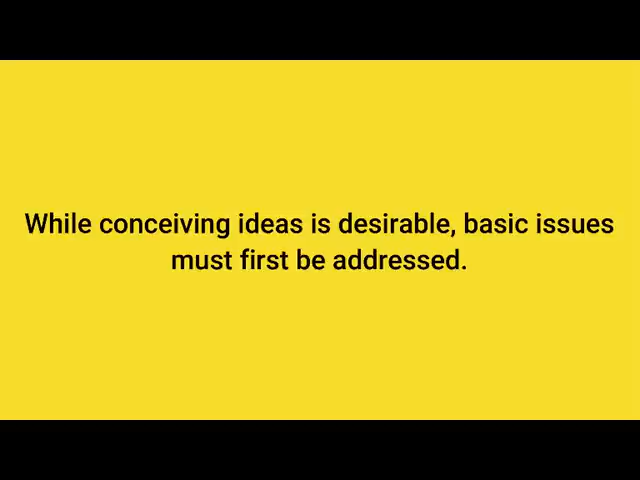 While conceiving ideas is desirable, basic issues
must first be addressed.